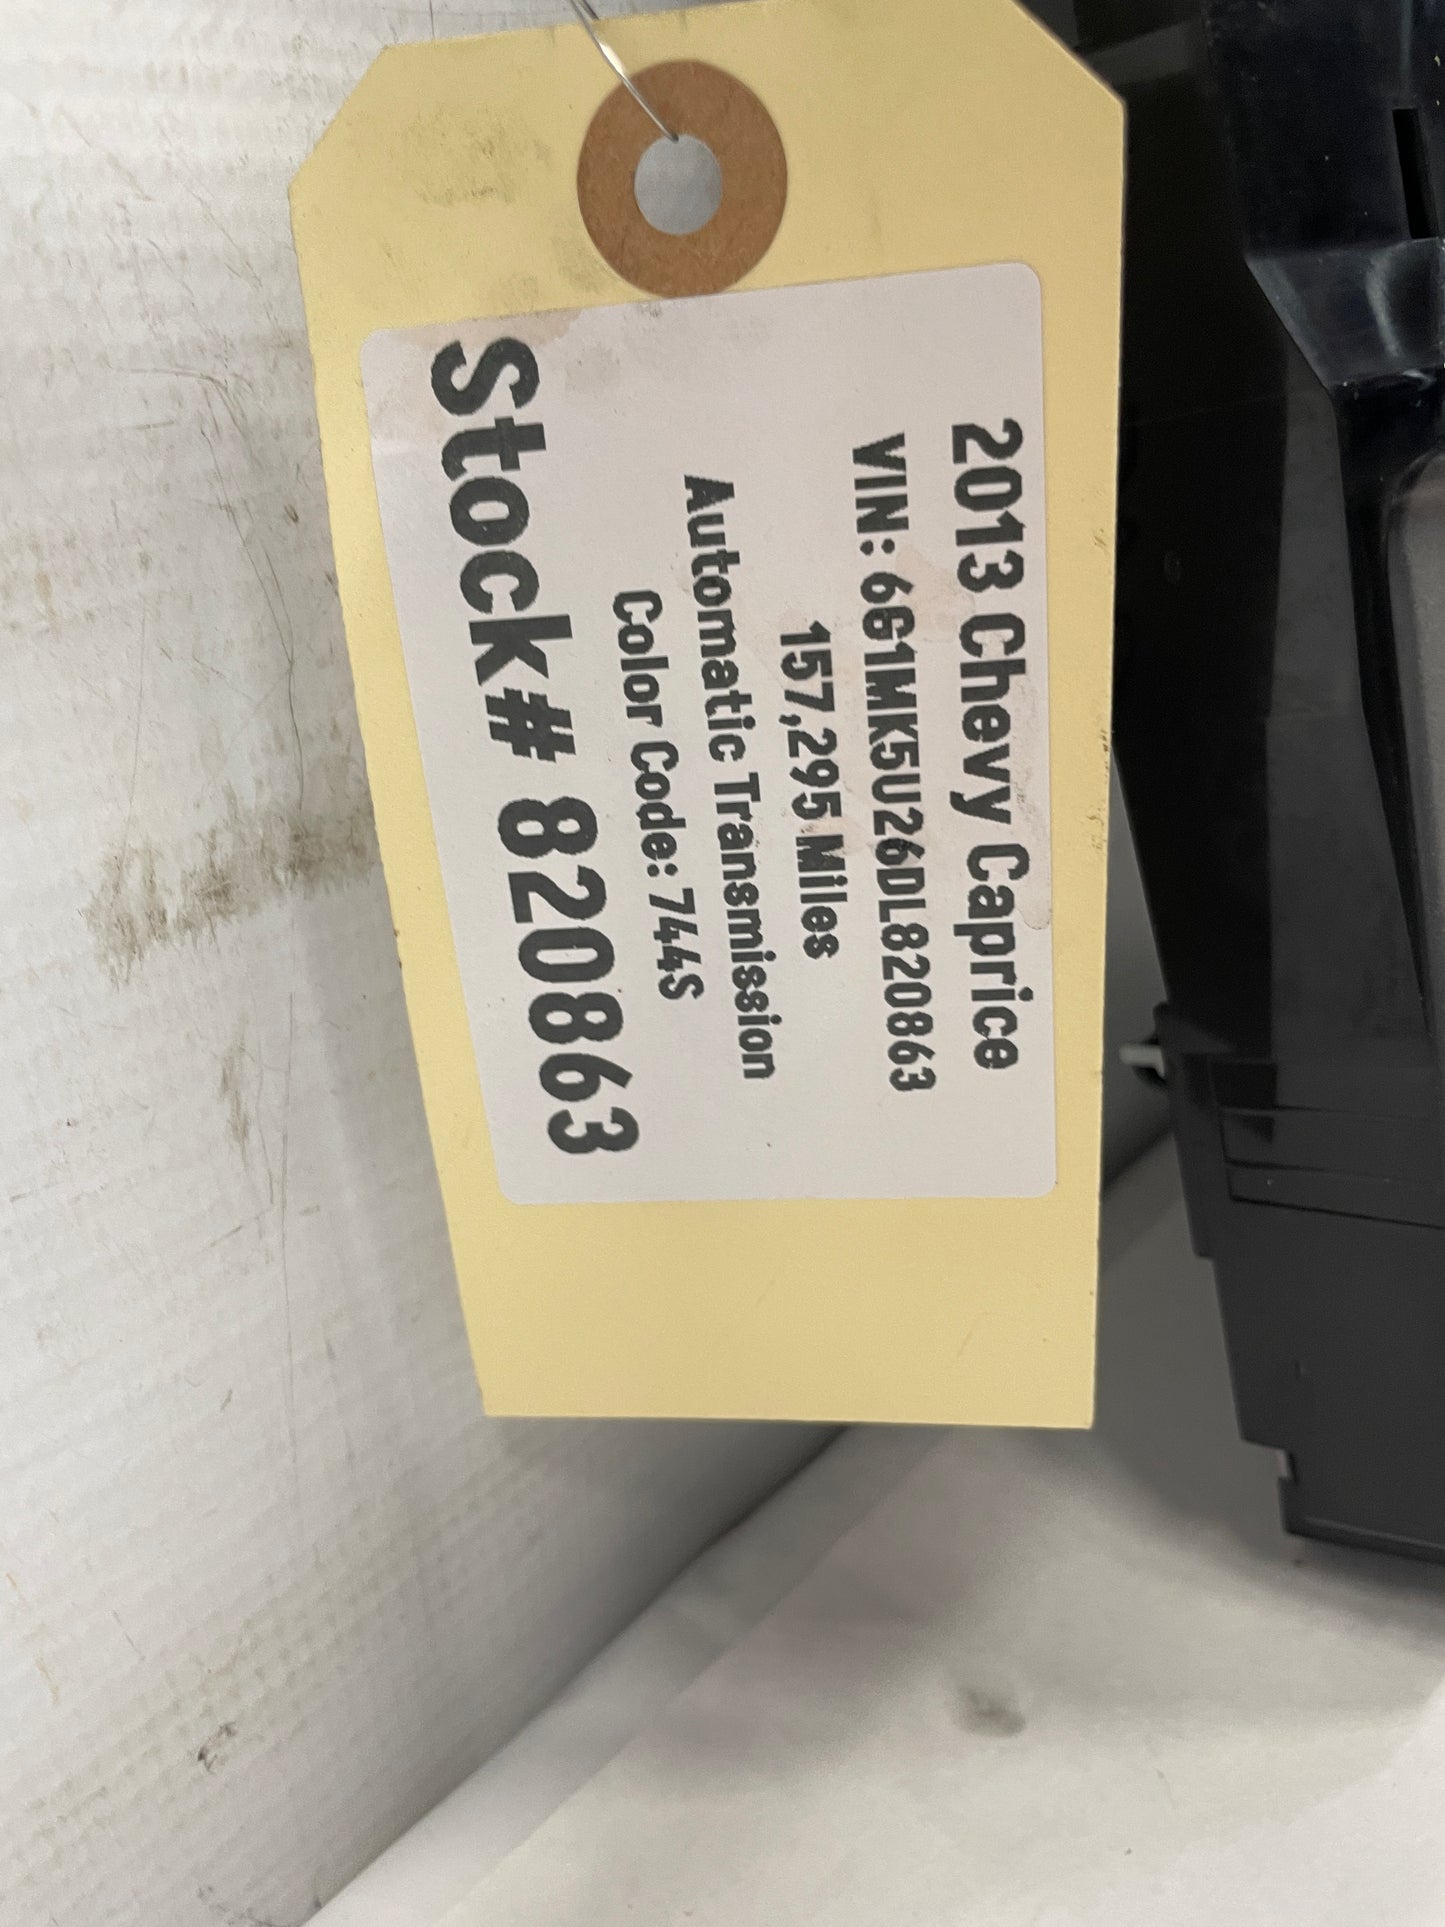 2013 Chevy Caprice
VIN: 6G1MK5U26DL820863
157,295 Miles
Automatic Transmission
Color Code: 744S
Stock# 820863